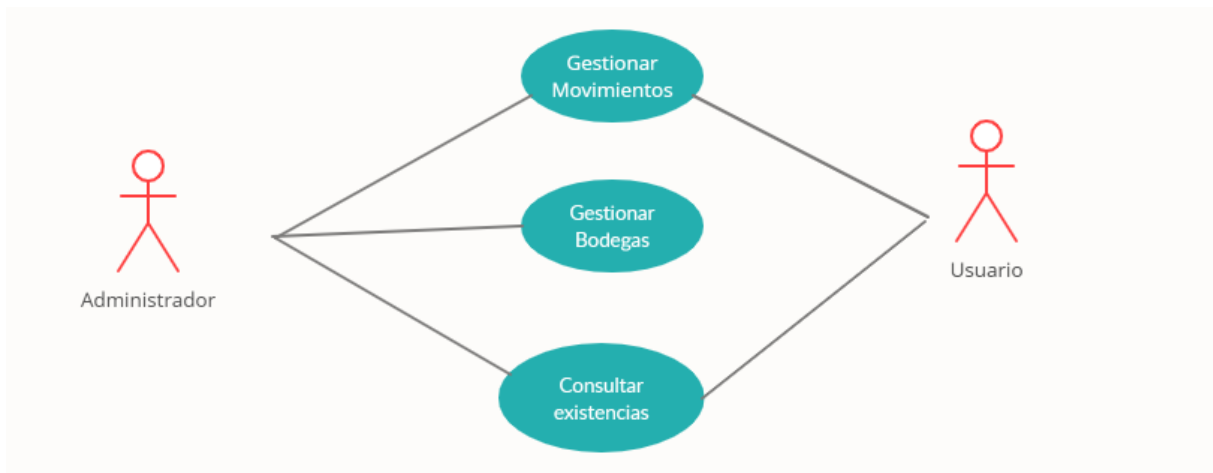 Gestionar
Movimientos
Gestionar
Bodegas
Administrador
Usuario
Consultar
existencias